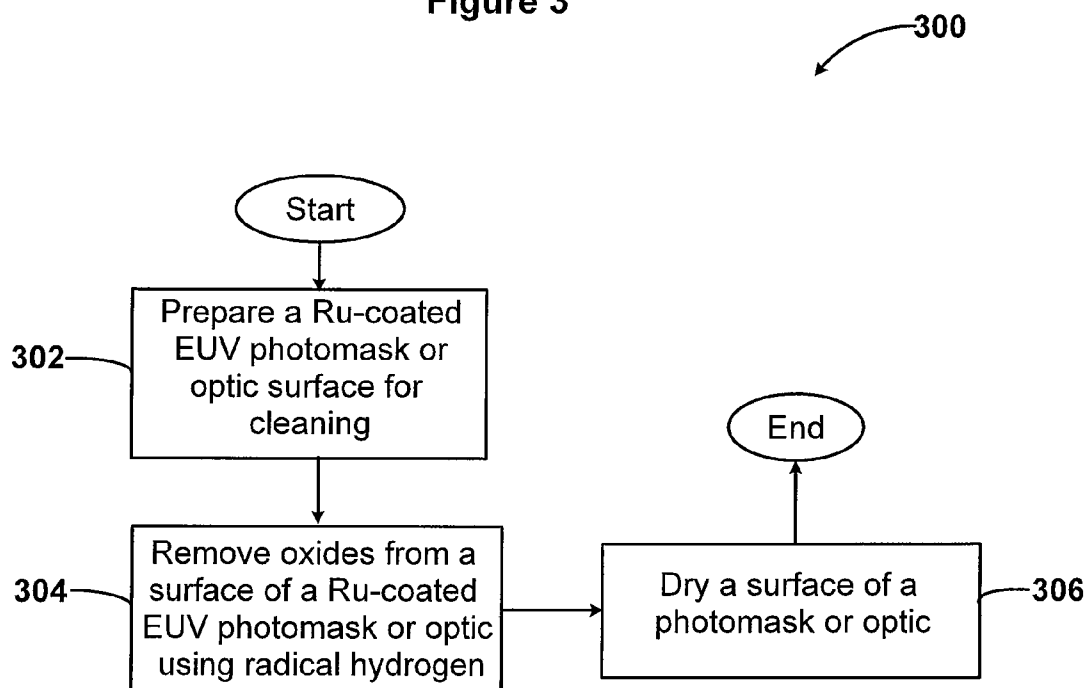 Figure 3
300
Start
302
Prepare a Ru-coated
EUV photomask or
optic surface for
cleaning
End
304
Remove oxides from a
surface of a Ru-coated
EUV photomask or optic
using radical hydrogen
Dry a surface of a
photomask or optic
306